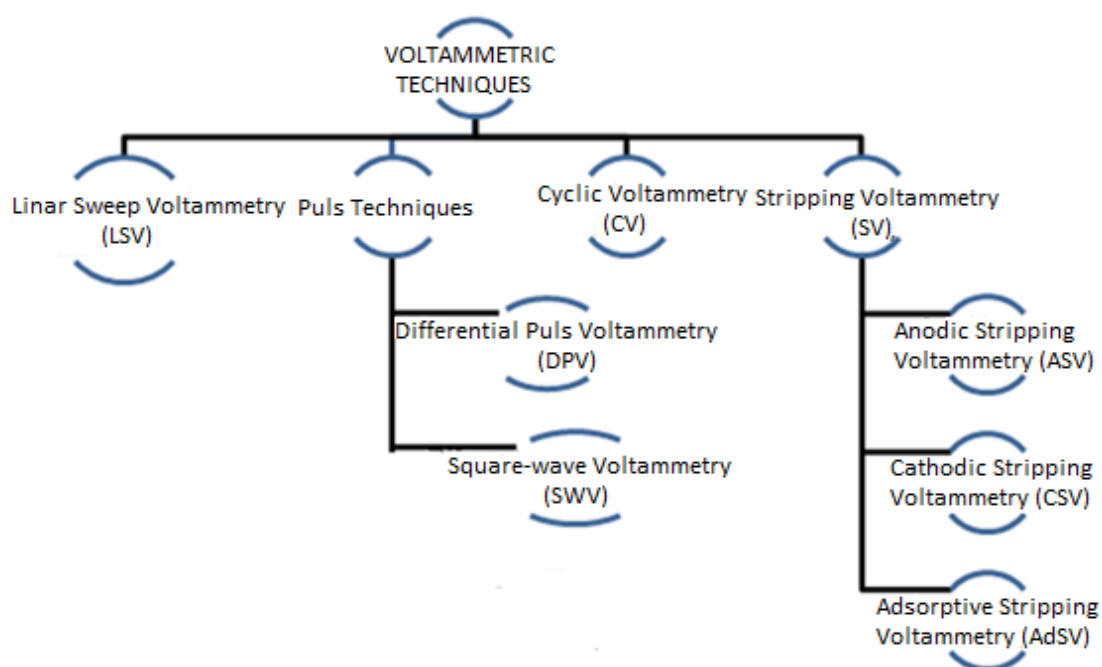 VOLTAMMETRIC
TECHNIQUES
Linar Sweep Voltammetry
(LSV)
Puls Techniques
Cyclic Voltammetry
(CV)
Stripping Voltammetry
(SV),
Differential Puls Voltammetry
(DPV)
Square-wave Voltammetry
(SWV)
Anodic Stripping
Voltammetry (ASV)
Cathodic Stripping
Voltammetry (CSV)
Adsorptive Stripping
Voltammetry (AdSV)